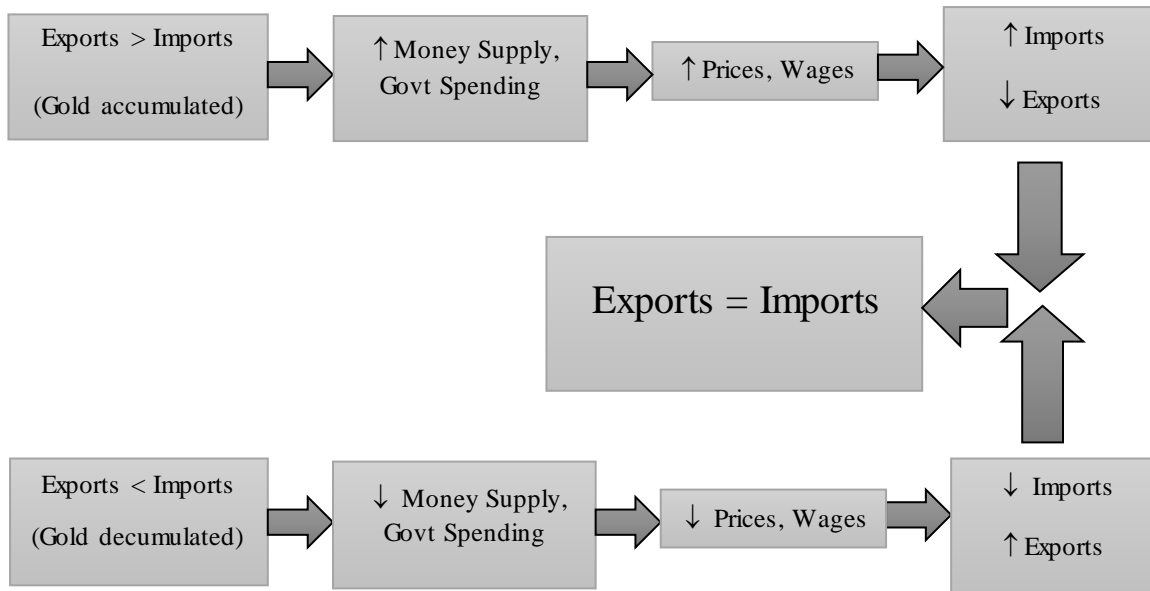 Exports > Imports
(Gold accumulated)
↑ Money Supply,
Govt Spending
↑ Prices, Wages
↑ Imports
↓ Exports
Exports = Imports
Exports < Imports
(Gold decumulated)
↓ Money Supply,
Govt Spending
↓ Prices, Wages
↓ Imports
↑ Exports